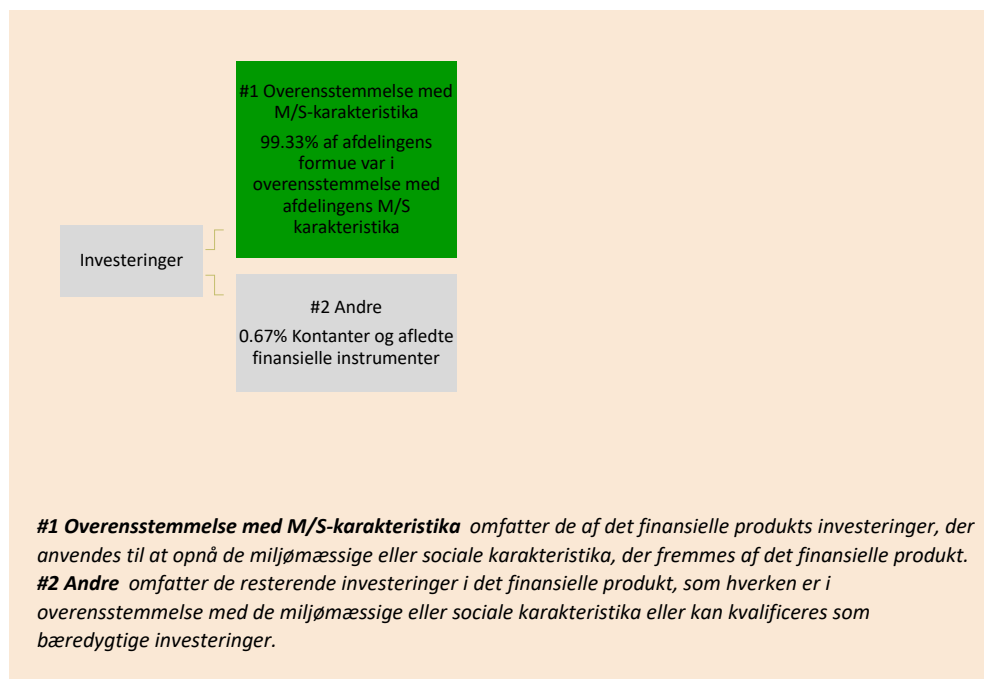 #1 Overensstemmelse med
M/S-karakteristika
99.33% af afdelingens
formue var i
overensstemmelse med
afdelingens M/S
karakteristika
Investeringer
#2 Andre
0.67% Kontanter og afledte
finansielle instrumenter
#1 Overensstemmelse med M/S-karakteristika omfatter de af det finansielle produkts investeringer, der
anvendes til at opnå de miljømæssige eller sociale karakteristika, der fremmes af det finansielle produkt.
#2 Andre omfatter de resterende investeringer i det finansielle produkt, som hverken er i
overensstemmelse med de miljømæssige eller sociale karakteristika eller kan kvalificeres som
bæredygtige investeringer.